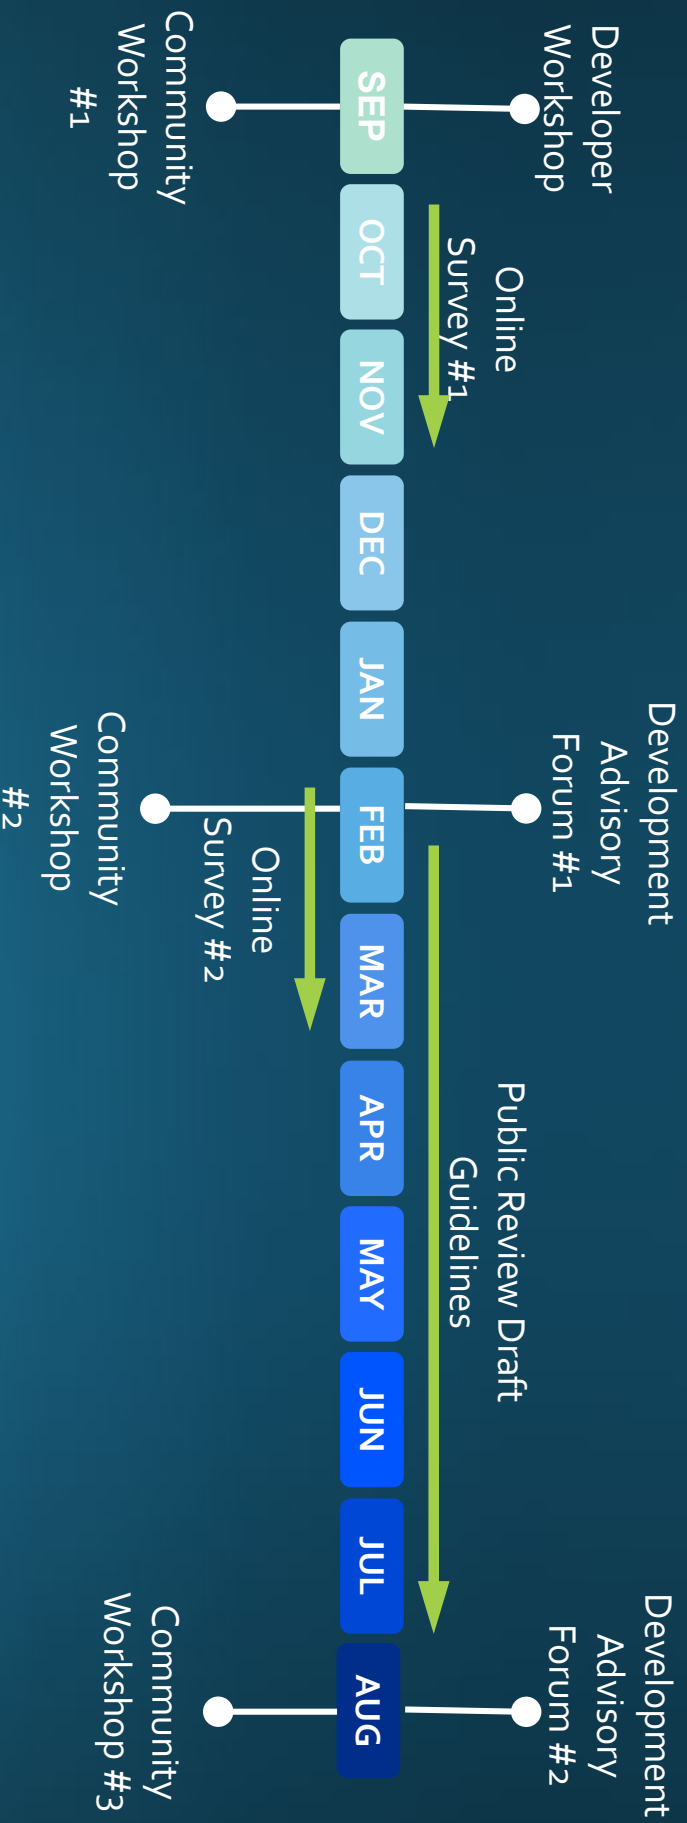 Developer
Workshop
Online
Survey #1
Development
Advisory
Forum #1
Public Review Draft
Guidelines
Development
Advisory
Forum #2
SEP
OCT
NOV
DEC
JAN
FEB
MAR
APR
MAY
JUN
JUL
AUG
Community
Workshop
#1
Online
Survey #2
Community
Workshop
#2
Community
Workshop #3